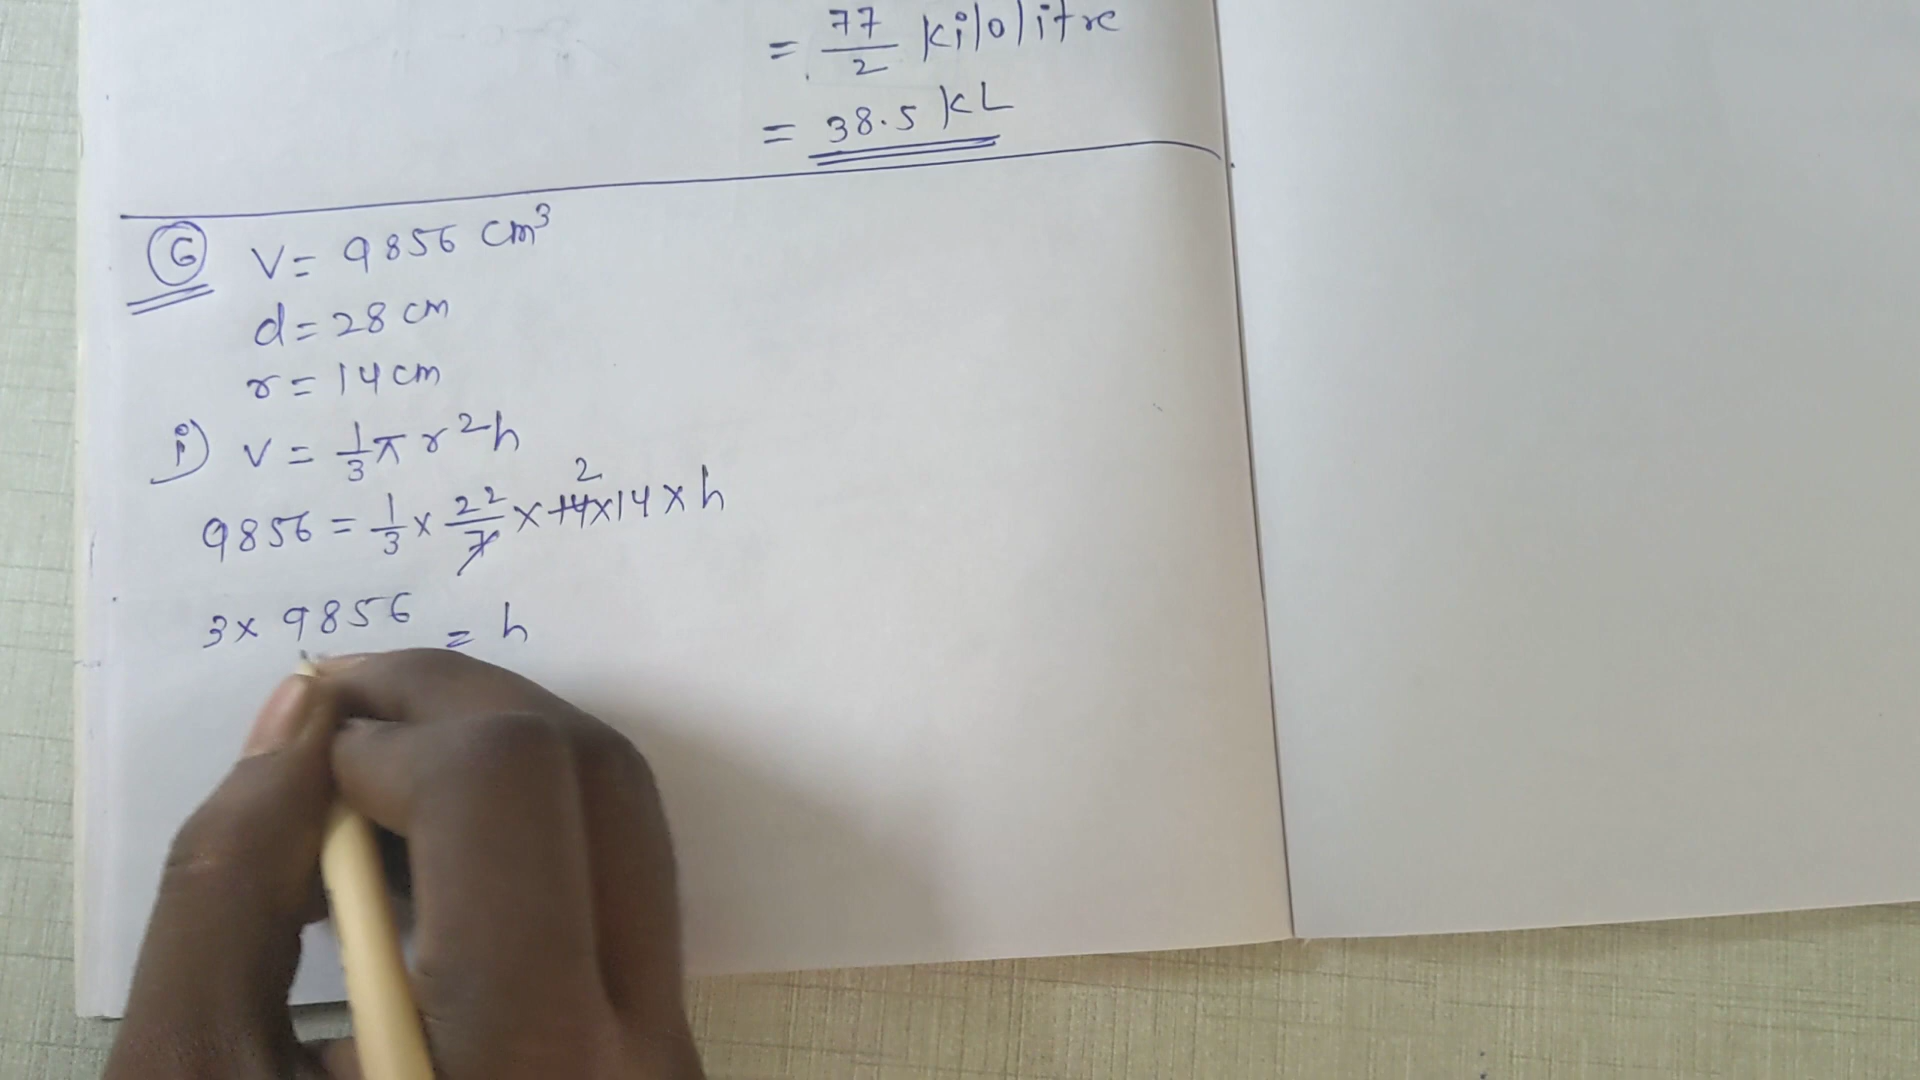 = 77/2 kilolitre
= 38.5 KL
6 V = 9856 cm³
d = 28 cm
r = 14 cm
i) V = 1/3 π r² h
2
9856 = 1/3 × 22/7 × 14 × 14 × h
3 × 9856 = h